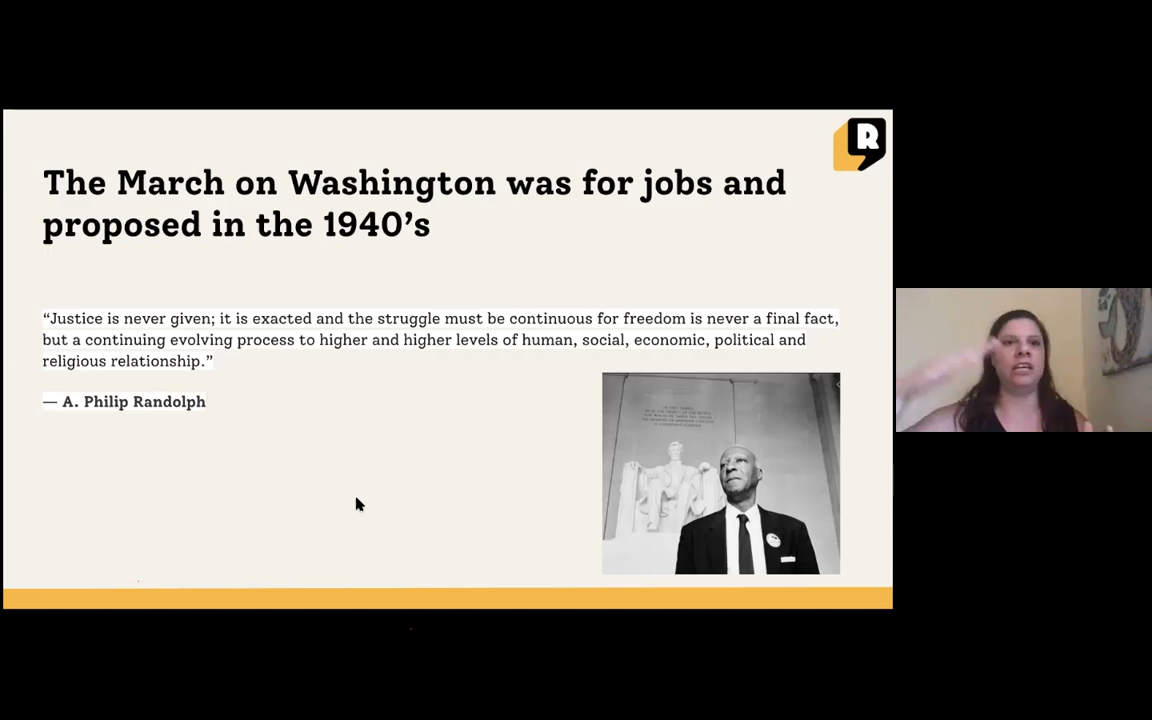 R
The March on Washington was for jobs and
proposed in the 1940’s
“Justice is never given; it is exacted and the struggle must be continuous for freedom is never a final fact,
but a continuing evolving process to higher and higher levels of human, social, economic, political and
religious relationship.”
— A. Philip Randolph